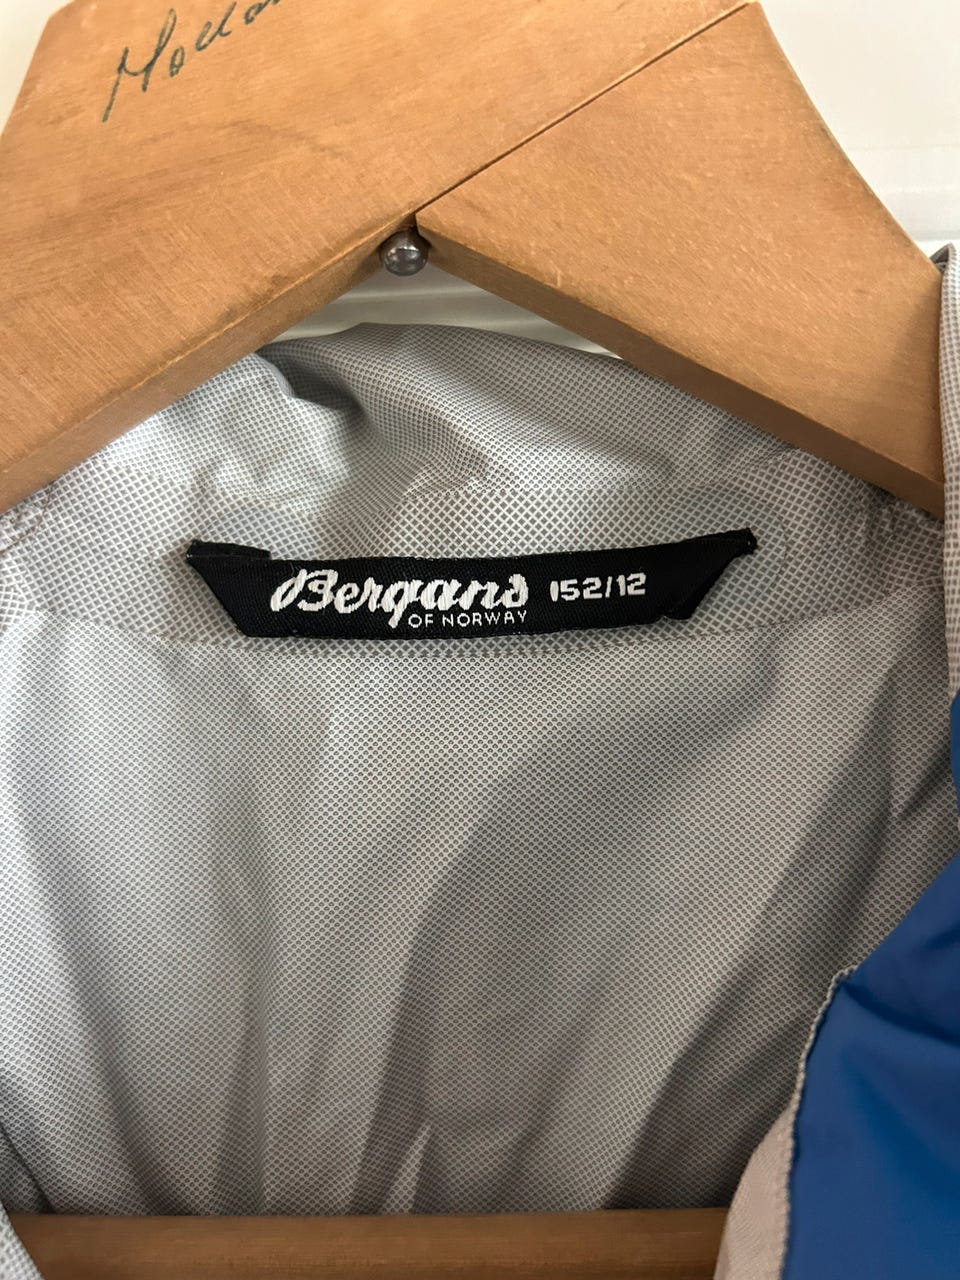 Bergans 152/12
OF NORWAY